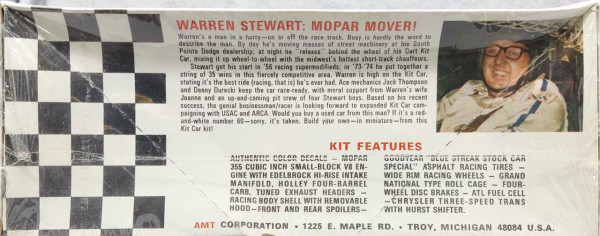 WARREN STEWART: MOPAR MOVER!
Warren's a man in a hurry—on or off the race track. Busy is hardly the word to
describe the man. By day he's moving masses of street machinery at his South
Pointe Dodge dealership; at night he "relaxes" behind the wheel of his Dart Kit
Car, mixing it up wheel-to-wheel with the midwest's hottest short-track chauffeurs.
Stewart got his start in '56 racing supermodifieds; in '73-'74 he put together a
string of 35 wins in this fiercely competitive area. Warren is high on the Kit Car,
stating it's the best ride (racing, that is) he's ever had. Ace mechanics Jack Thompson
and Denny Durecki keep the car race-ready, with moral support from Warren's wife
Joanne and an up-and-coming pit crew of four Stewart boys. Based on his recent
success, the genial businessman/racer is looking forward to expanded Kit Car cam-
paigning with USAC and ARCA. Would you buy a used car from this man? If it's a red-
and-white number 60—sorry, it's taken. Build your own—in miniature—from this
Kit Car kit!
KIT FEATURES
AUTHENTIC COLOR DECALS — MOPAR
355 CUBIC INCH SMALL-BLOCK V8 EN-
GINE WITH EDELBROCK HI-RISE INTAKE
MANIFOLD, HOLLEY FOUR-BARREL
CARB, TUNED EXHAUST HEADERS —
RACING BODY SHELL WITH REMOVABLE
HOOD—FRONT AND REAR SPOILERS—
GOODYEAR "BLUE STREAK STOCK CAR
SPECIAL" ASPHALT RACING TIRES —
WIDE RIM RACING WHEELS — GRAND
NATIONAL TYPE ROLL CAGE — FOUR-
WHEEL DISC BRAKES — ATL FUEL CELL
—CHRYSLER THREE-SPEED TRANS
WITH HURST SHIFTER.
AMT CORPORATION • 1225 E. MAPLE RD. • TROY, MICHIGAN 48084 U.S.A.